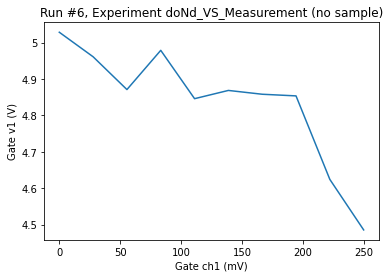 Run #6, Experiment doNd_VS_Measurement (no sample)
5
4.9
4.8
4.7
4.6
4.5
Gate v1 (V)
0 50 100 150 200 250
Gate ch1 (mV)